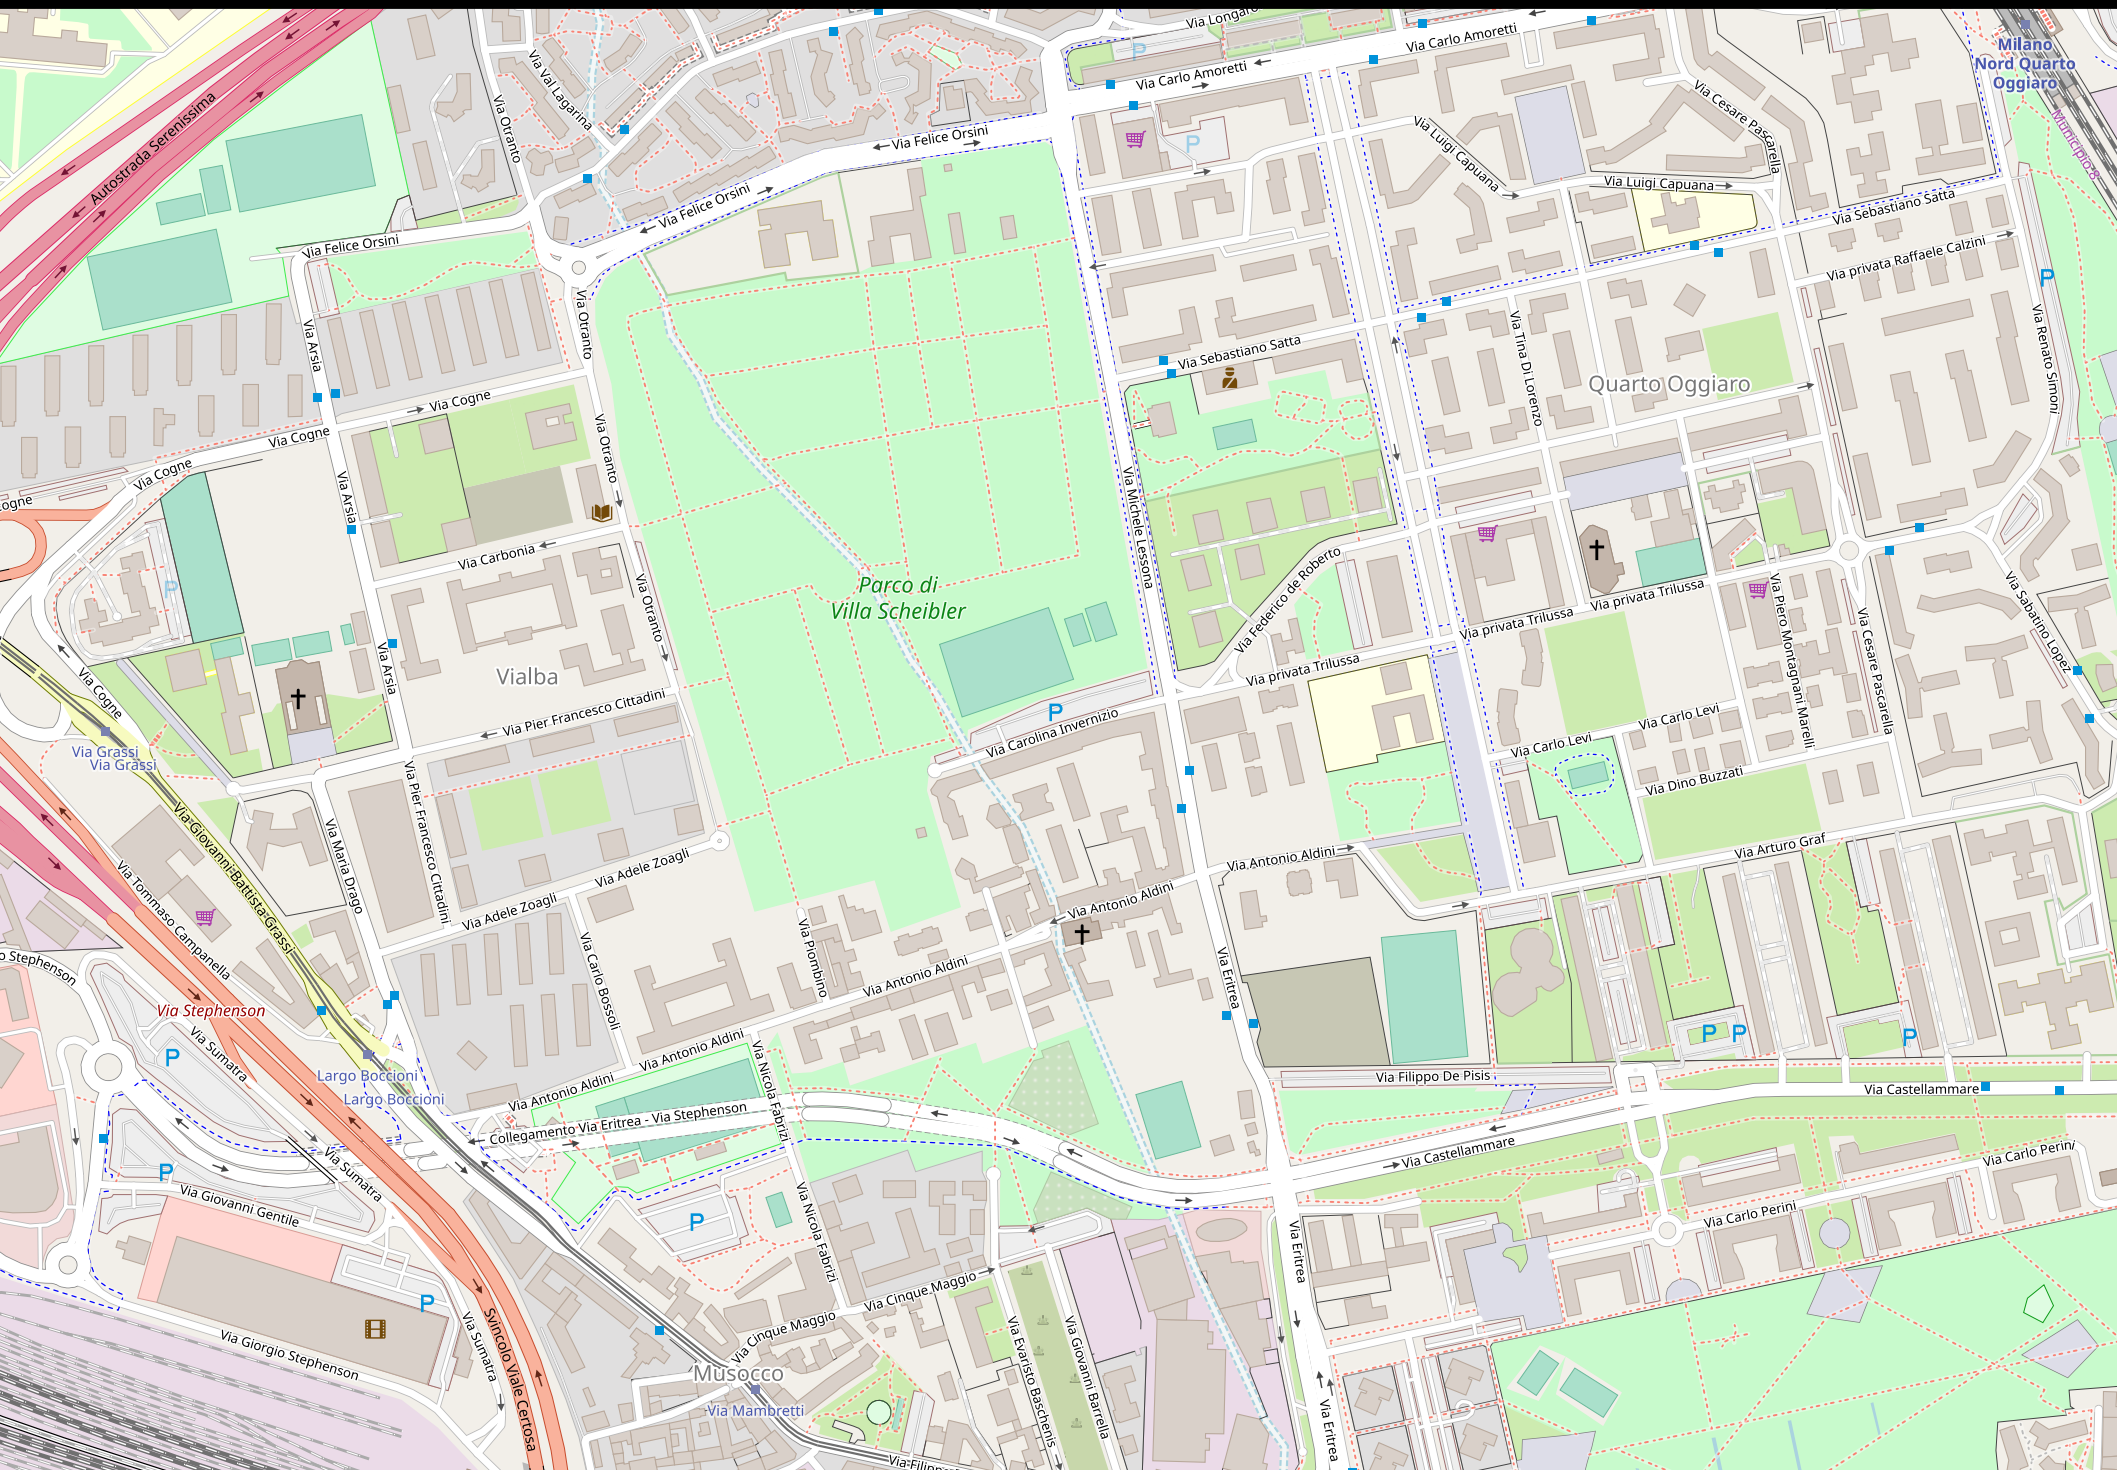 Via Longaro
Via Carlo Amoretti
Via Carlo Amoretti
Milano
Nord Quarto
Oggiaro
Municipio 8
Via Val Lagarina
Via Otranto
Autostrada Serenissima
Via Felice Orsini
Via Felice Orsini
Via Felice Orsini
P
P
Via Luigi Capuana
Via Luigi Capuana
Via Cesare Pascarella
Via Sebastiano Satta
Via privata Raffaele Calzini
P
Via Renato Simoni
Via Arsia
Via Otranto
Via Sebastiano Satta
Via Tina Di Lorenzo
Quarto Oggiaro
Via Cogne
Via Cogne
Via Cogne
ogne
Via Otranto
Via Arsia
Via Carbonia
Via Michele Lessona
Via Federico de Roberto
Parco di
Villa Scheibler
P
Via Otranto
Via Arsia
Vialba
Via privata Trilussa
Via privata Trilussa
Via privata Trilussa
Via Piero Montagnani Marelli
Via Cesare Pascarella
Via Sabatino Lopez
Via Cogne
Via Grassi
Via Grassi
Via Pier Francesco Cittadini
P
Via Carolina Invernizio
Via Carlo Levi
Via Carlo Levi
Via Dino Buzzati
Via Giovanni Battista Grassi
Via Maria Drago
Via Pier Francesco Cittadini
Via Adele Zoagli
Via Adele Zoagli
Via Antonio Aldini
Via Antonio Aldini
Via Arturo Graf
Via Tommaso Campanella
Via Carlo Bossoli
Via Piombino
Via Antonio Aldini
Via Eritrea
o Stephenson
Via Stephenson
Via Sumatra
P
Largo Boccioni
Largo Boccioni
Via Antonio Aldini
Via Antonio Aldini
Via Nicola Fabrizi
Collegamento Via Eritrea - Via Stephenson
Via Filippo De Pisis
P
P
P
Via Castellammare
Via Castellammare
P
Via Sumatra
Via Giovanni Gentile
P
Via Nicola Fabrizi
Via Carlo Perini
Via Carlo Perini
Via Eritrea
P
Via Cinque Maggio
Via Cinque Maggio
Via Giorgio Stephenson
Via Sumatra
Svincolo Viale Certosa
Musocco
Via Mambretti
Via Evaristo Baschenis
Via Giovanni Barrella
Via Eritrea
Via Filippo